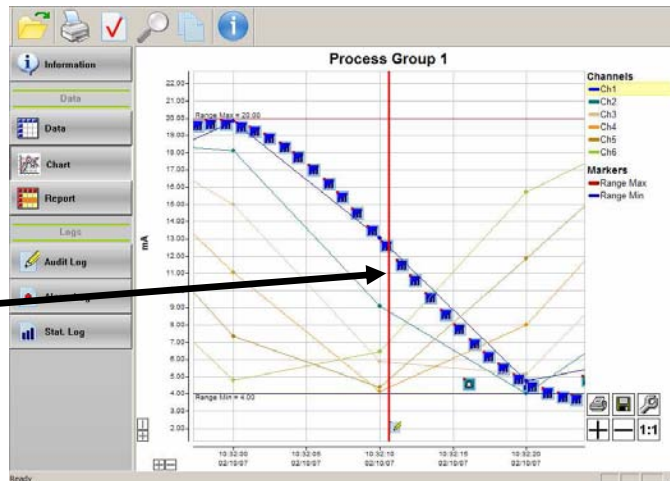 Process Group 1
Information
Data
Data
Chart
Report
Logs
Audit Log
Stat. Log
mA
22.00
21.00
20.00
19.00
18.00
17.00
16.00
15.00
14.00
13.00
12.00
11.00
10.00
9.00
8.00
7.00
6.00
5.00
4.00
3.00
2.00
Range Max = 20.00
Range Min = 4.00
10:32:00
02/10/07
10:32:05
02/10/07
10:32:10
02/10/07
10:32:15
02/10/07
10:32:20
02/10/07
Channels
Ch1
Ch2
Ch3
Ch4
Ch5
Ch6
Markers
Range Max
Range Min
1:1
Ready